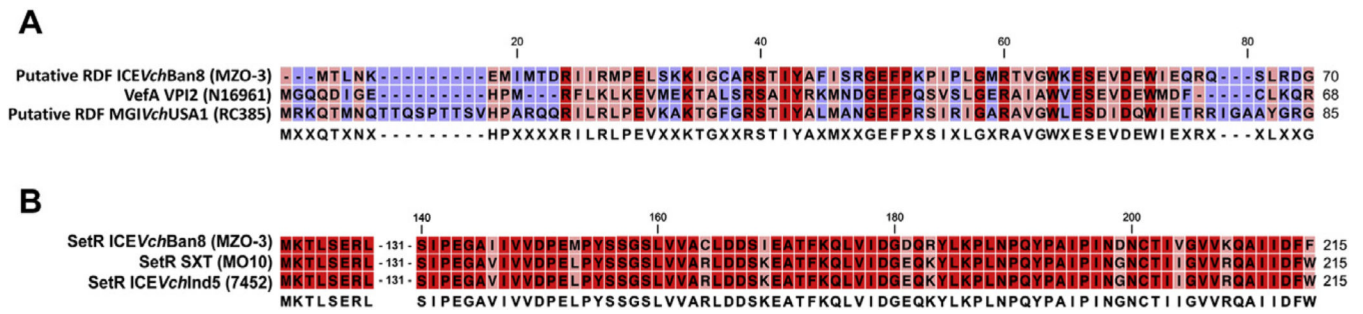 A
20 40 60 80
Putative RDF ICEVchBan8 (MZO-3) ---MTLNK---------EMIMTDRIIRMPELSKKIGCARSTIYAFISRGEFPKPIPLGMRTVGWKESEVDEWIEQRQ---SLRDG 70
VefA VPI2 (N16961) MGQQDIGE---------HPM---RFLKLKEVMEKTALSRSAIYRKMNDGEFPQSVSLGERAIAWVESEVDEWMDF-----CLKQR 68
Putative RDF MGIVchUSA1 (RC385) MRKQTMNQTTQSPTTSVHPARQQRILRLPEVKAKTGFGRSTIYALMANGEFPRSIRIGARAVGWLESDIDQWIETRRIGAAYGRG 85
MXXQTXNX---------HPXXXXRILRLPEVXXKTGXXRSTIYAXMXXGEFPXSIXLGXRAVGWXESEVDEWIEXRX---XLXXG
B
140 160 180 200
SetR ICEVchBan8 (MZO-3) MKTLSERL - 131 - SIPEGAIIVVDPEMPYSSGSLVVACLDDSIEATFKQLVIDGDQRYLKPLNPQYPAIPINDNCTIVGVVKQAIIDFF 215
SetR SXT (MO10) MKTLSERL - 131 - SIPEGAVIVVDPELPYSSGSLVVARLDDSKEATFKQLVIDGEQKYLKPLNPQYPAIPINGNCTIIGVVRQAIIDFW 215
SetR ICEVchInd5 (7452) MKTLSERL - 131 - SIPEGAVIVVDPELPYSSGSLVVARLDDSKEATFKQLVIDGEQKYLKPLNPQYPAIPINGNCTIIGVVRQAIIDFW 215
MKTLSERL SIPEGAVIVVDPELPYSSGSLVVARLDDSKEATFKQLVIDGEQKYLKPLNPQYPAIPINGNCTIIGVVRQAIIDFW